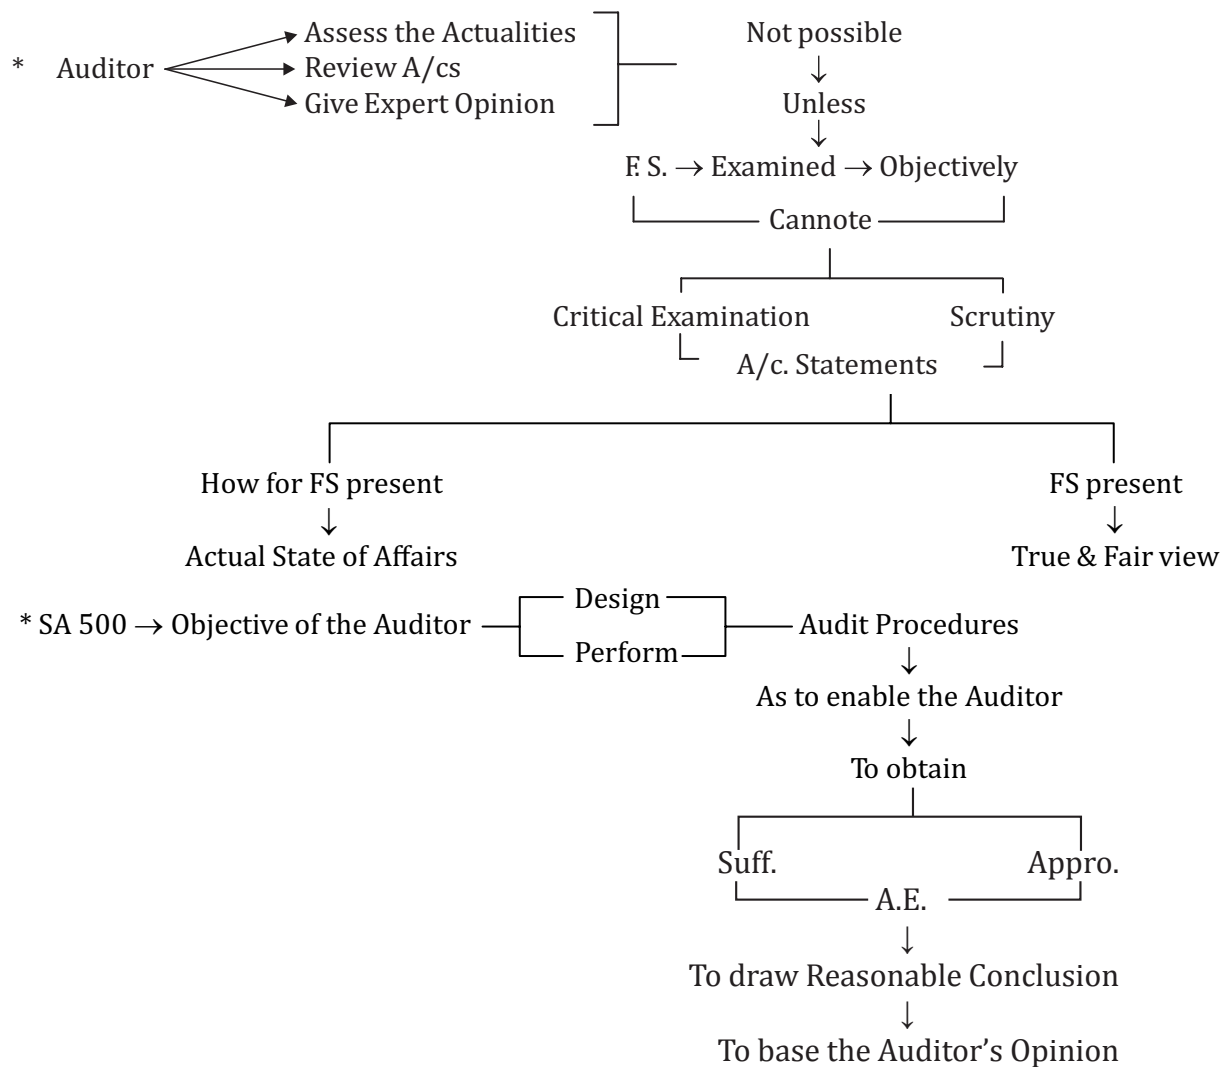 Assess the Actualities
* Auditor → Review A/cs
Give Expert Opinion
Not possible
↓
Unless
↓
F. S. → Examined → Objectively
Cannote
Critical Examination Scrutiny
A/c. Statements
How for FS present
↓
Actual State of Affairs
FS present
↓
True & Fair view
* SA 500 → Objective of the Auditor
Design
Perform
Audit Procedures
↓
As to enable the Auditor
↓
To obtain
Suff. Appro.
A.E.
↓
To draw Reasonable Conclusion
↓
To base the Auditor’s Opinion